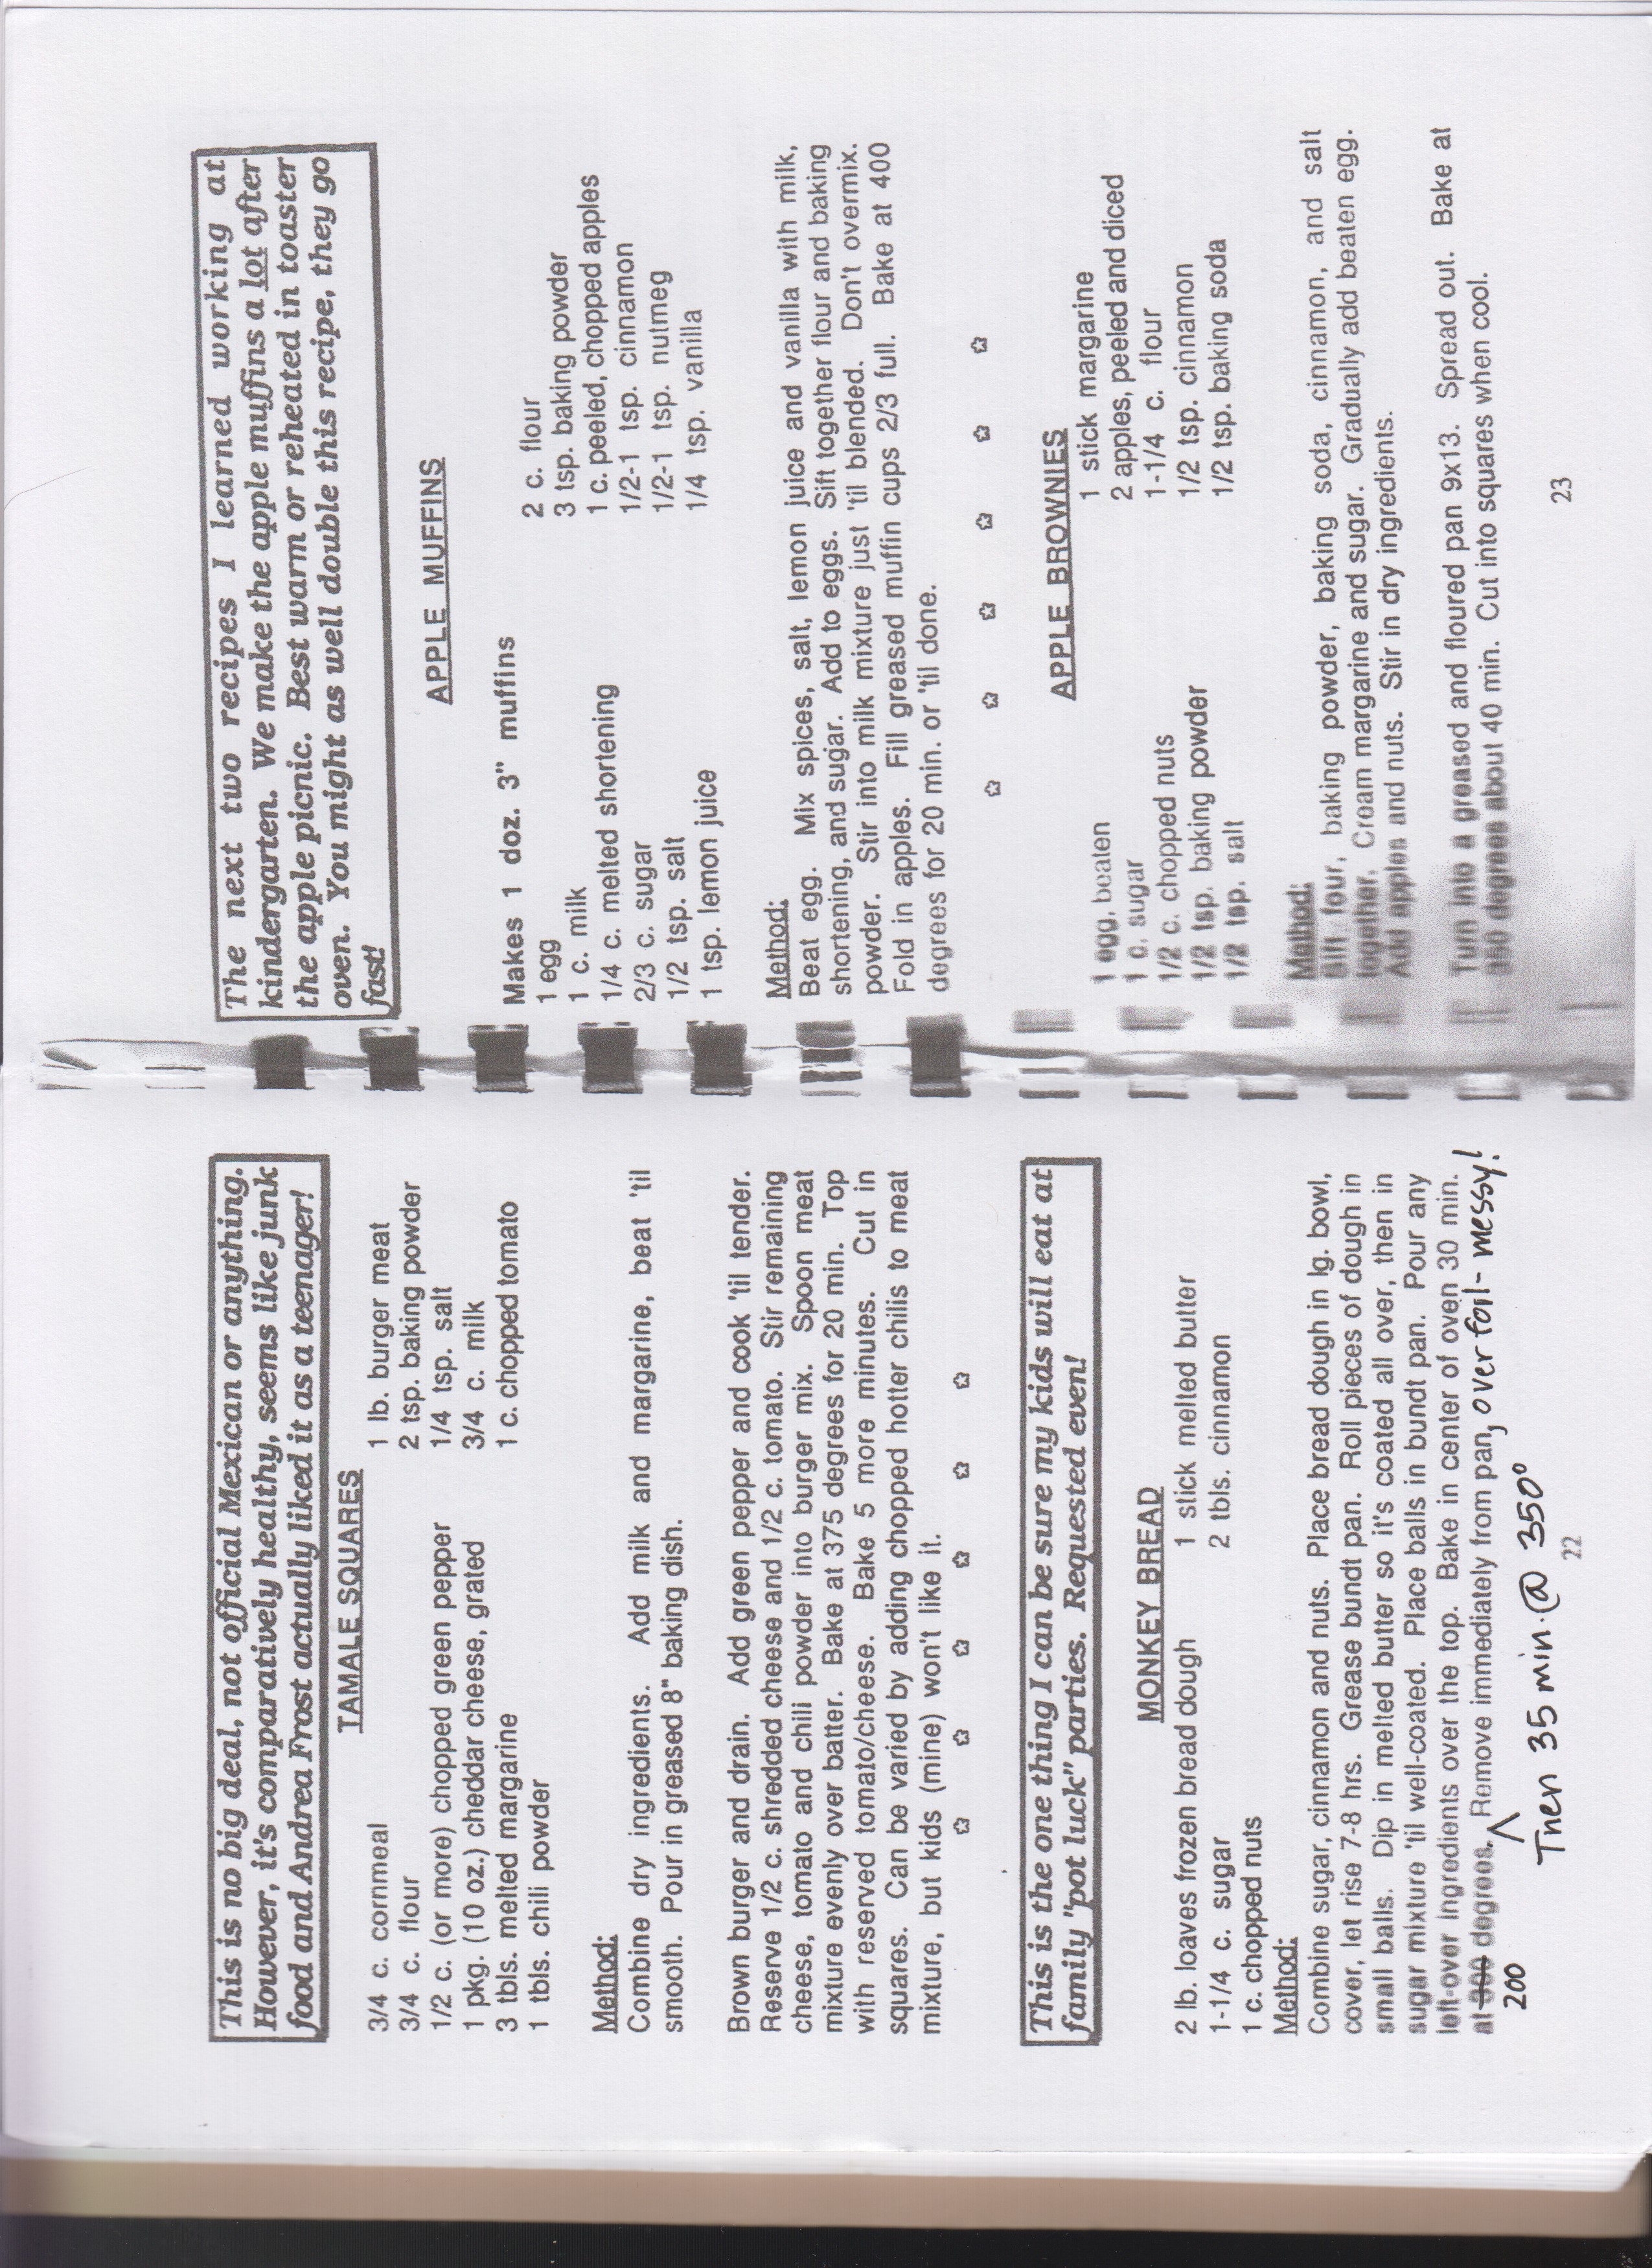 This is no big deal, not official Mexican or anything.
However, it's comparatively healthy, seems like junk
food and Andrea Frost actually liked it as a teenager!
TAMALE SQUARES
3/4 c. cornmeal
3/4 c. flour
1/2 c. (or more) chopped green pepper
1 pkg. (10 oz.) cheddar cheese, grated
3 tbls. melted margarine
1 tbls. chili powder
1 lb. burger meat
2 tsp. baking powder
1/4 tsp. salt
3/4 c. milk
1 c. chopped tomato
Method:
Combine dry ingredients. Add milk and margarine, beat 'til
smooth. Pour in greased 8" baking dish.
Brown burger and drain. Add green pepper and cook 'til tender.
Reserve 1/2 c. shredded cheese and 1/2 c. tomato. Stir remaining
cheese, tomato and chili powder into burger mix. Spoon meat
mixture evenly over batter. Bake at 375 degrees for 20 min. Top
with reserved tomato/cheese. Bake 5 more minutes. Cut in
squares. Can be varied by adding chopped hotter chilis to meat
mixture, but kids (mine) won't like it.
This is the one thing I can be sure my kids will eat at
family "pot luck" parties. Requested even!
MONKEY BREAD
2 lb. loaves frozen bread dough
1-1/4 c. sugar
1 c. chopped nuts
1 stick melted butter
2 tbls. cinnamon
Method:
Combine sugar, cinnamon and nuts. Place bread dough in lg. bowl,
cover, let rise 7-8 hrs. Grease bundt pan. Roll pieces of dough in
small balls. Dip in melted butter so it's coated all over, then in
sugar mixture 'til well-coated. Place balls in bundt pan. Pour any
left-over ingredients over the top. Bake in center of oven 30 min.
at 300 degrees. Remove immediately from pan, over foil - messy!
200
Then 35 min. @ 350°
22
The next two recipes I learned working at
kindergarten. We make the apple muffins a lot after
the apple picnic. Best warm or reheated in toaster
oven. You might as well double this recipe, they go
fast!
APPLE MUFFINS
Makes 1 doz. 3" muffins
1 egg
1 c. milk
1/4 c. melted shortening
2/3 c. sugar
1/2 tsp. salt
1 tsp. lemon juice
2 c. flour
3 tsp. baking powder
1 c. peeled, chopped apples
1/2-1 tsp. cinnamon
1/2-1 tsp. nutmeg
1/4 tsp. vanilla
Method:
Beat egg. Mix spices, salt, lemon juice and vanilla with milk,
shortening, and sugar. Add to eggs. Sift together flour and baking
powder. Stir into milk mixture just 'til blended. Don't overmix.
Fold in apples. Fill greased muffin cups 2/3 full. Bake at 400
degrees for 20 min. or 'til done.
APPLE BROWNIES
1 egg, beaten
1 c. sugar
1/2 c. chopped nuts
1/2 tsp. baking powder
1/2 tsp. salt
1 stick margarine
2 apples, peeled and diced
1-1/4 c. flour
1/2 tsp. cinnamon
1/2 tsp. baking soda
Method:
Sift four, baking powder, baking soda, cinnamon, and salt
together. Cream margarine and sugar. Gradually add beaten egg.
Add apples and nuts. Stir in dry ingredients.
Turn into a greased and floured pan 9x13. Spread out. Bake at
350 degrees about 40 min. Cut into squares when cool.
23